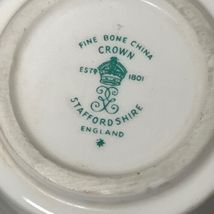 FINE BONE CHINA
CROWN
ESTD 1801
STAFFORDSHIRE
ENGLAND